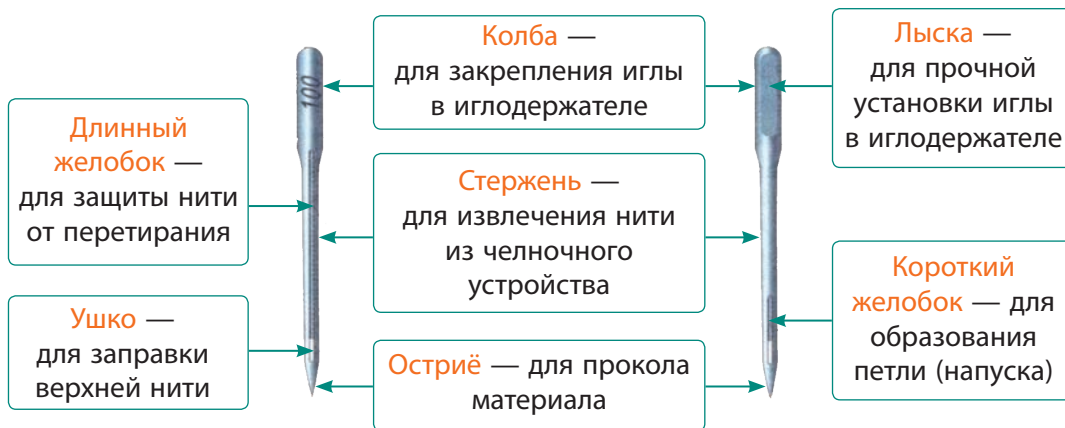 Колба —
для закрепления иглы
в иглодержателе
Лыска —
для прочной
установки иглы
в иглодержателе
100
Длинный
желобок —
для защиты нити
от перетирания
Стержень —
для извлечения нити
из челночного
устройства
Короткий
желобок — для
образования
петли (напуска)
Ушко —
для заправки
верхней нити
Остриё — для прокола
материала